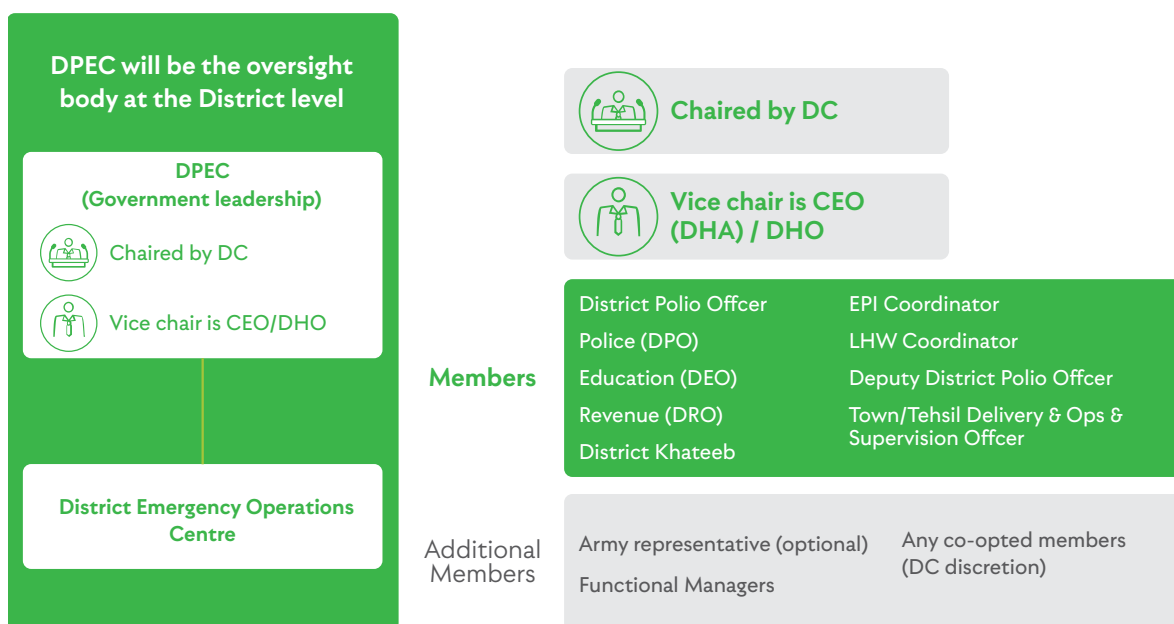 DPEC will be the oversight
body at the District level
DPEC
(Government leadership)
Chaired by DC
Vice chair is CEO/DHO
District Emergency Operations
Centre
Chaired by DC
Vice chair is CEO
(DHA) / DHO
Members
District Polio Offcer
Police (DPO)
Education (DEO)
Revenue (DRO)
District Khateeb
EPI Coordinator
LHW Coordinator
Deputy District Polio Offcer
Town/Tehsil Delivery & Ops &
Supervision Offcer
Additional
Members
Army representative (optional)
Functional Managers
Any co-opted members
(DC discretion)